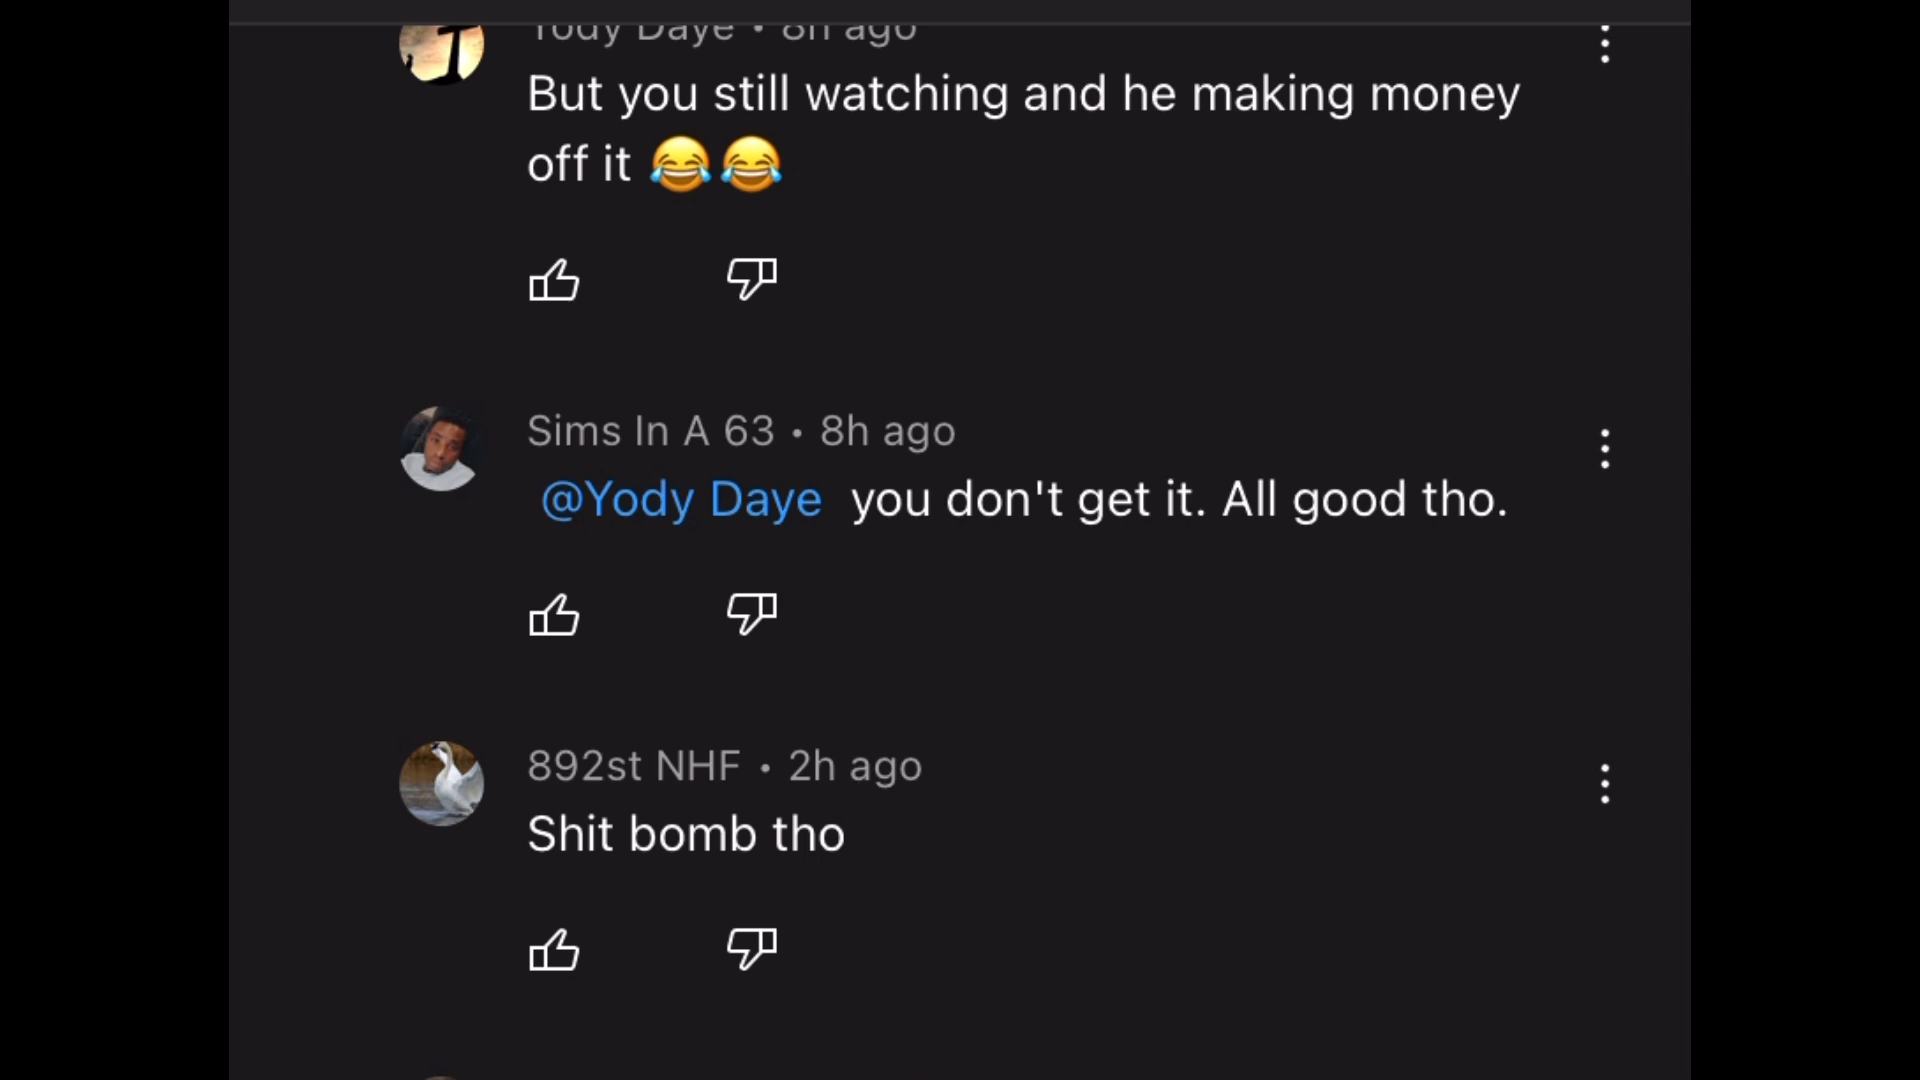 Yody Daye • 8h ago
But you still watching and he making money
off it 😂😂
Sims In A 63 • 8h ago
@Yody Daye you don't get it. All good tho.
892st NHF • 2h ago
Shit bomb tho